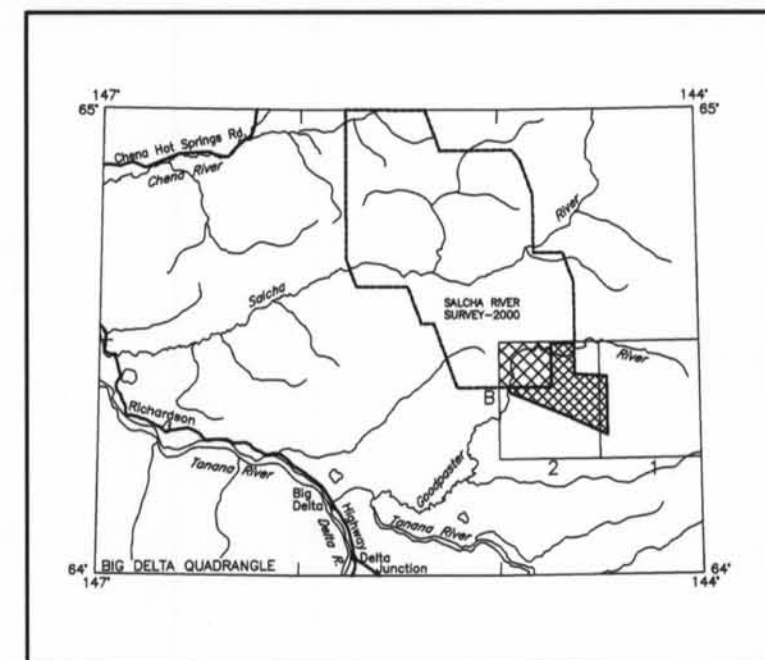 147° 144°
65° 65°
Chena Hot Springs Rd.
Chena River
River
Salcha
SALCHA RIVER
SURVEY-2000
River
B
Richardson
Tanana River
Goodpaster
2 1
Big
Delta
Highway
Delta R.
Tanana River
Delta
Junction
BIG DELTA QUADRANGLE
64° 64°
147° 144°